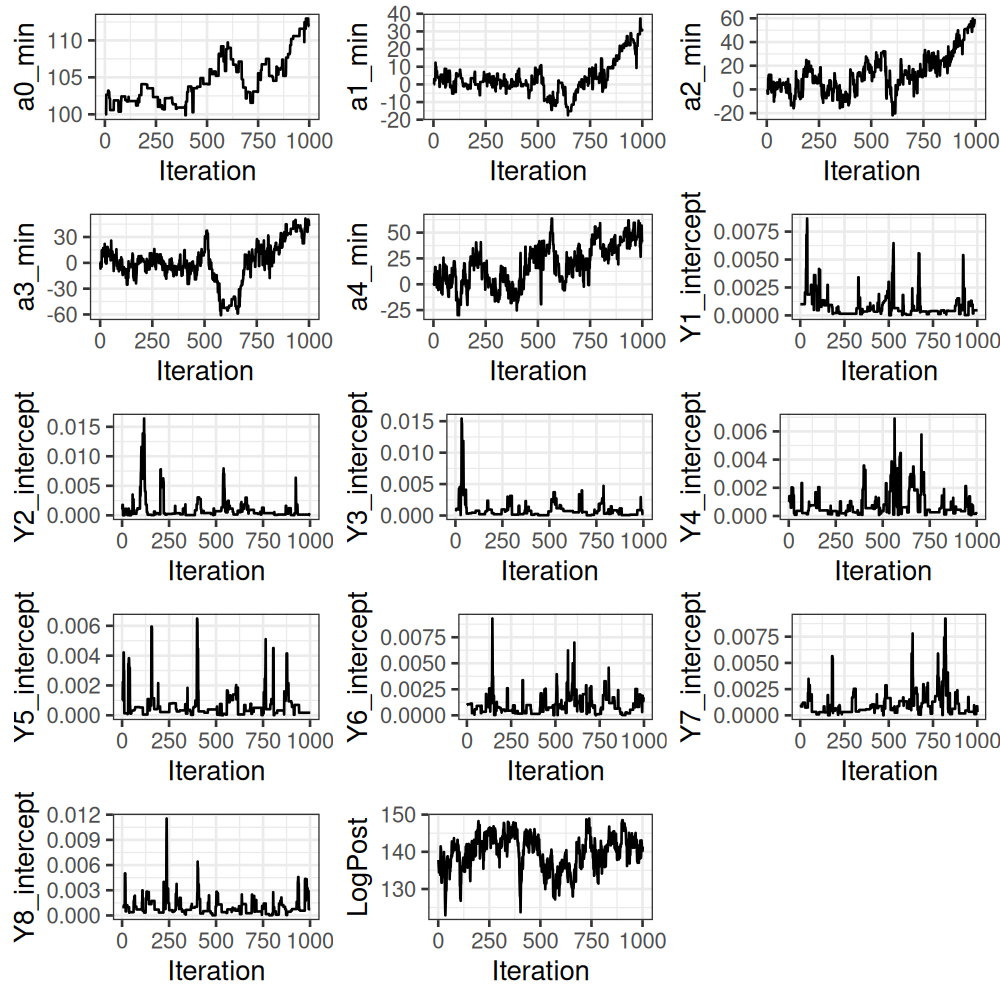 a0_min
110
105
100
0 250 500 750 1000
Iteration
a1_min
40
30
20
10
0
-10
-20
0 250 500 750 1000
Iteration
a2_min
60
40
20
0
-20
0 250 500 750 1000
Iteration
a3_min
30
0
-30
-60
0 250 500 750 1000
Iteration
a4_min
50
25
0
-25
0 250 500 750 1000
Iteration
Y1_intercept
0.0075
0.0050
0.0025
0.0000
0 250 500 750 1000
Iteration
Y2_intercept
0.015
0.010
0.005
0.000
0 250 500 750 1000
Iteration
Y3_intercept
0.015
0.010
0.005
0.000
0 250 500 750 1000
Iteration
Y4_intercept
0.006
0.004
0.002
0.000
0 250 500 750 1000
Iteration
Y5_intercept
0.006
0.004
0.002
0.000
0 250 500 750 1000
Iteration
Y6_intercept
0.0075
0.0050
0.0025
0.0000
0 250 500 750 1000
Iteration
Y7_intercept
0.0075
0.0050
0.0025
0.0000
0 250 500 750 1000
Iteration
Y8_intercept
0.012
0.009
0.006
0.003
0.000
0 250 500 750 1000
Iteration
LogPost
150
140
130
0 250 500 750 1000
Iteration